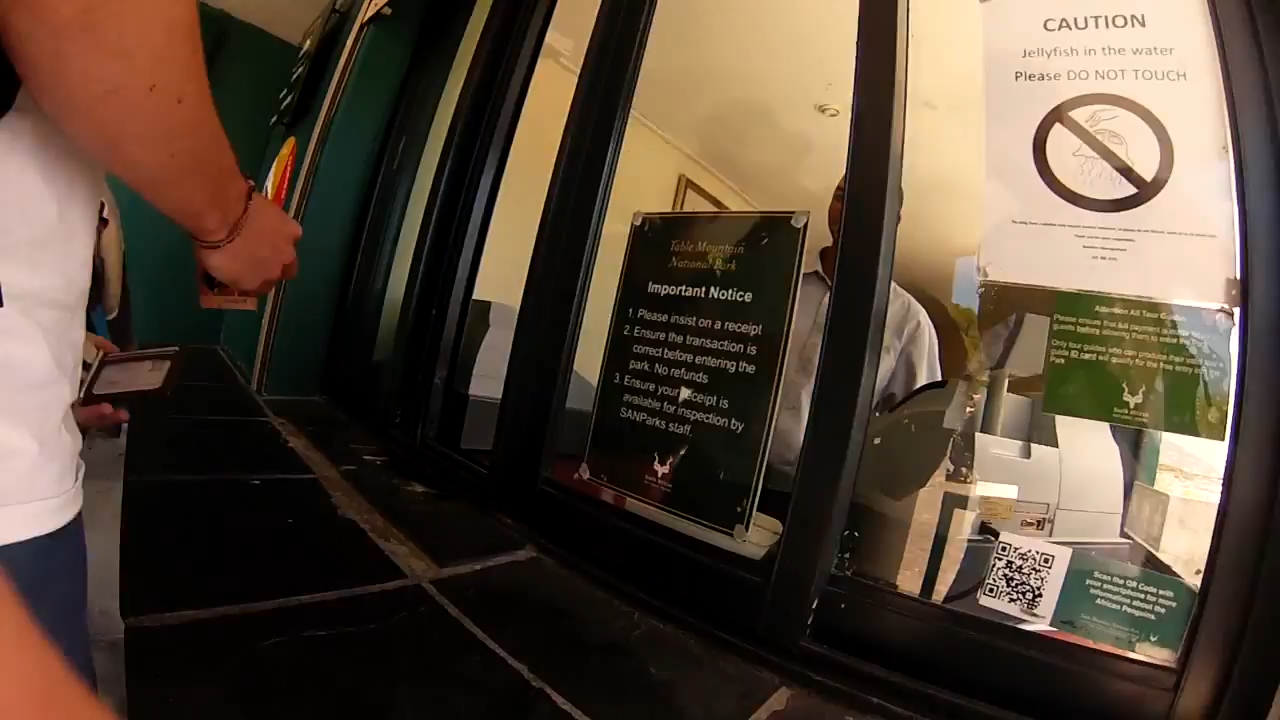 Table Mountain
National Park
Important Notice
1. Please insist on a receipt
2. Ensure the transaction is
correct before entering the
park. No refunds
3. Ensure your receipt is
available for inspection by
SANParks staff.
CAUTION
Jellyfish in the water
Please DO NOT TOUCH
Attention All Tour Guides
Please ensure that full payment is made
guests before allowing them to enter the
Only tour guides who can produce their
guide ID card will qualify for the free entry
Park
Scan the QR Code with
your smartphone for more
information about the
African Penguins.